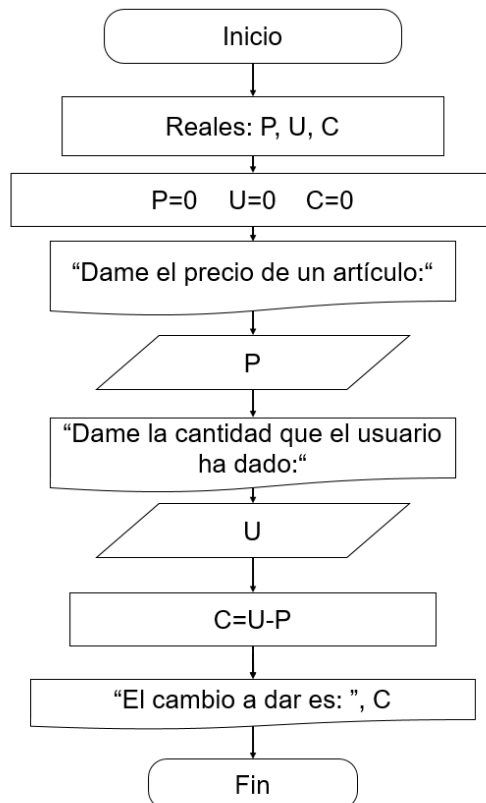 Inicio
Reales: P, U, C
P=0 U=0 C=0
“Dame el precio de un artículo:“
P
“Dame la cantidad que el usuario
ha dado:“
U
C=U-P
“El cambio a dar es: ”, C
Fin